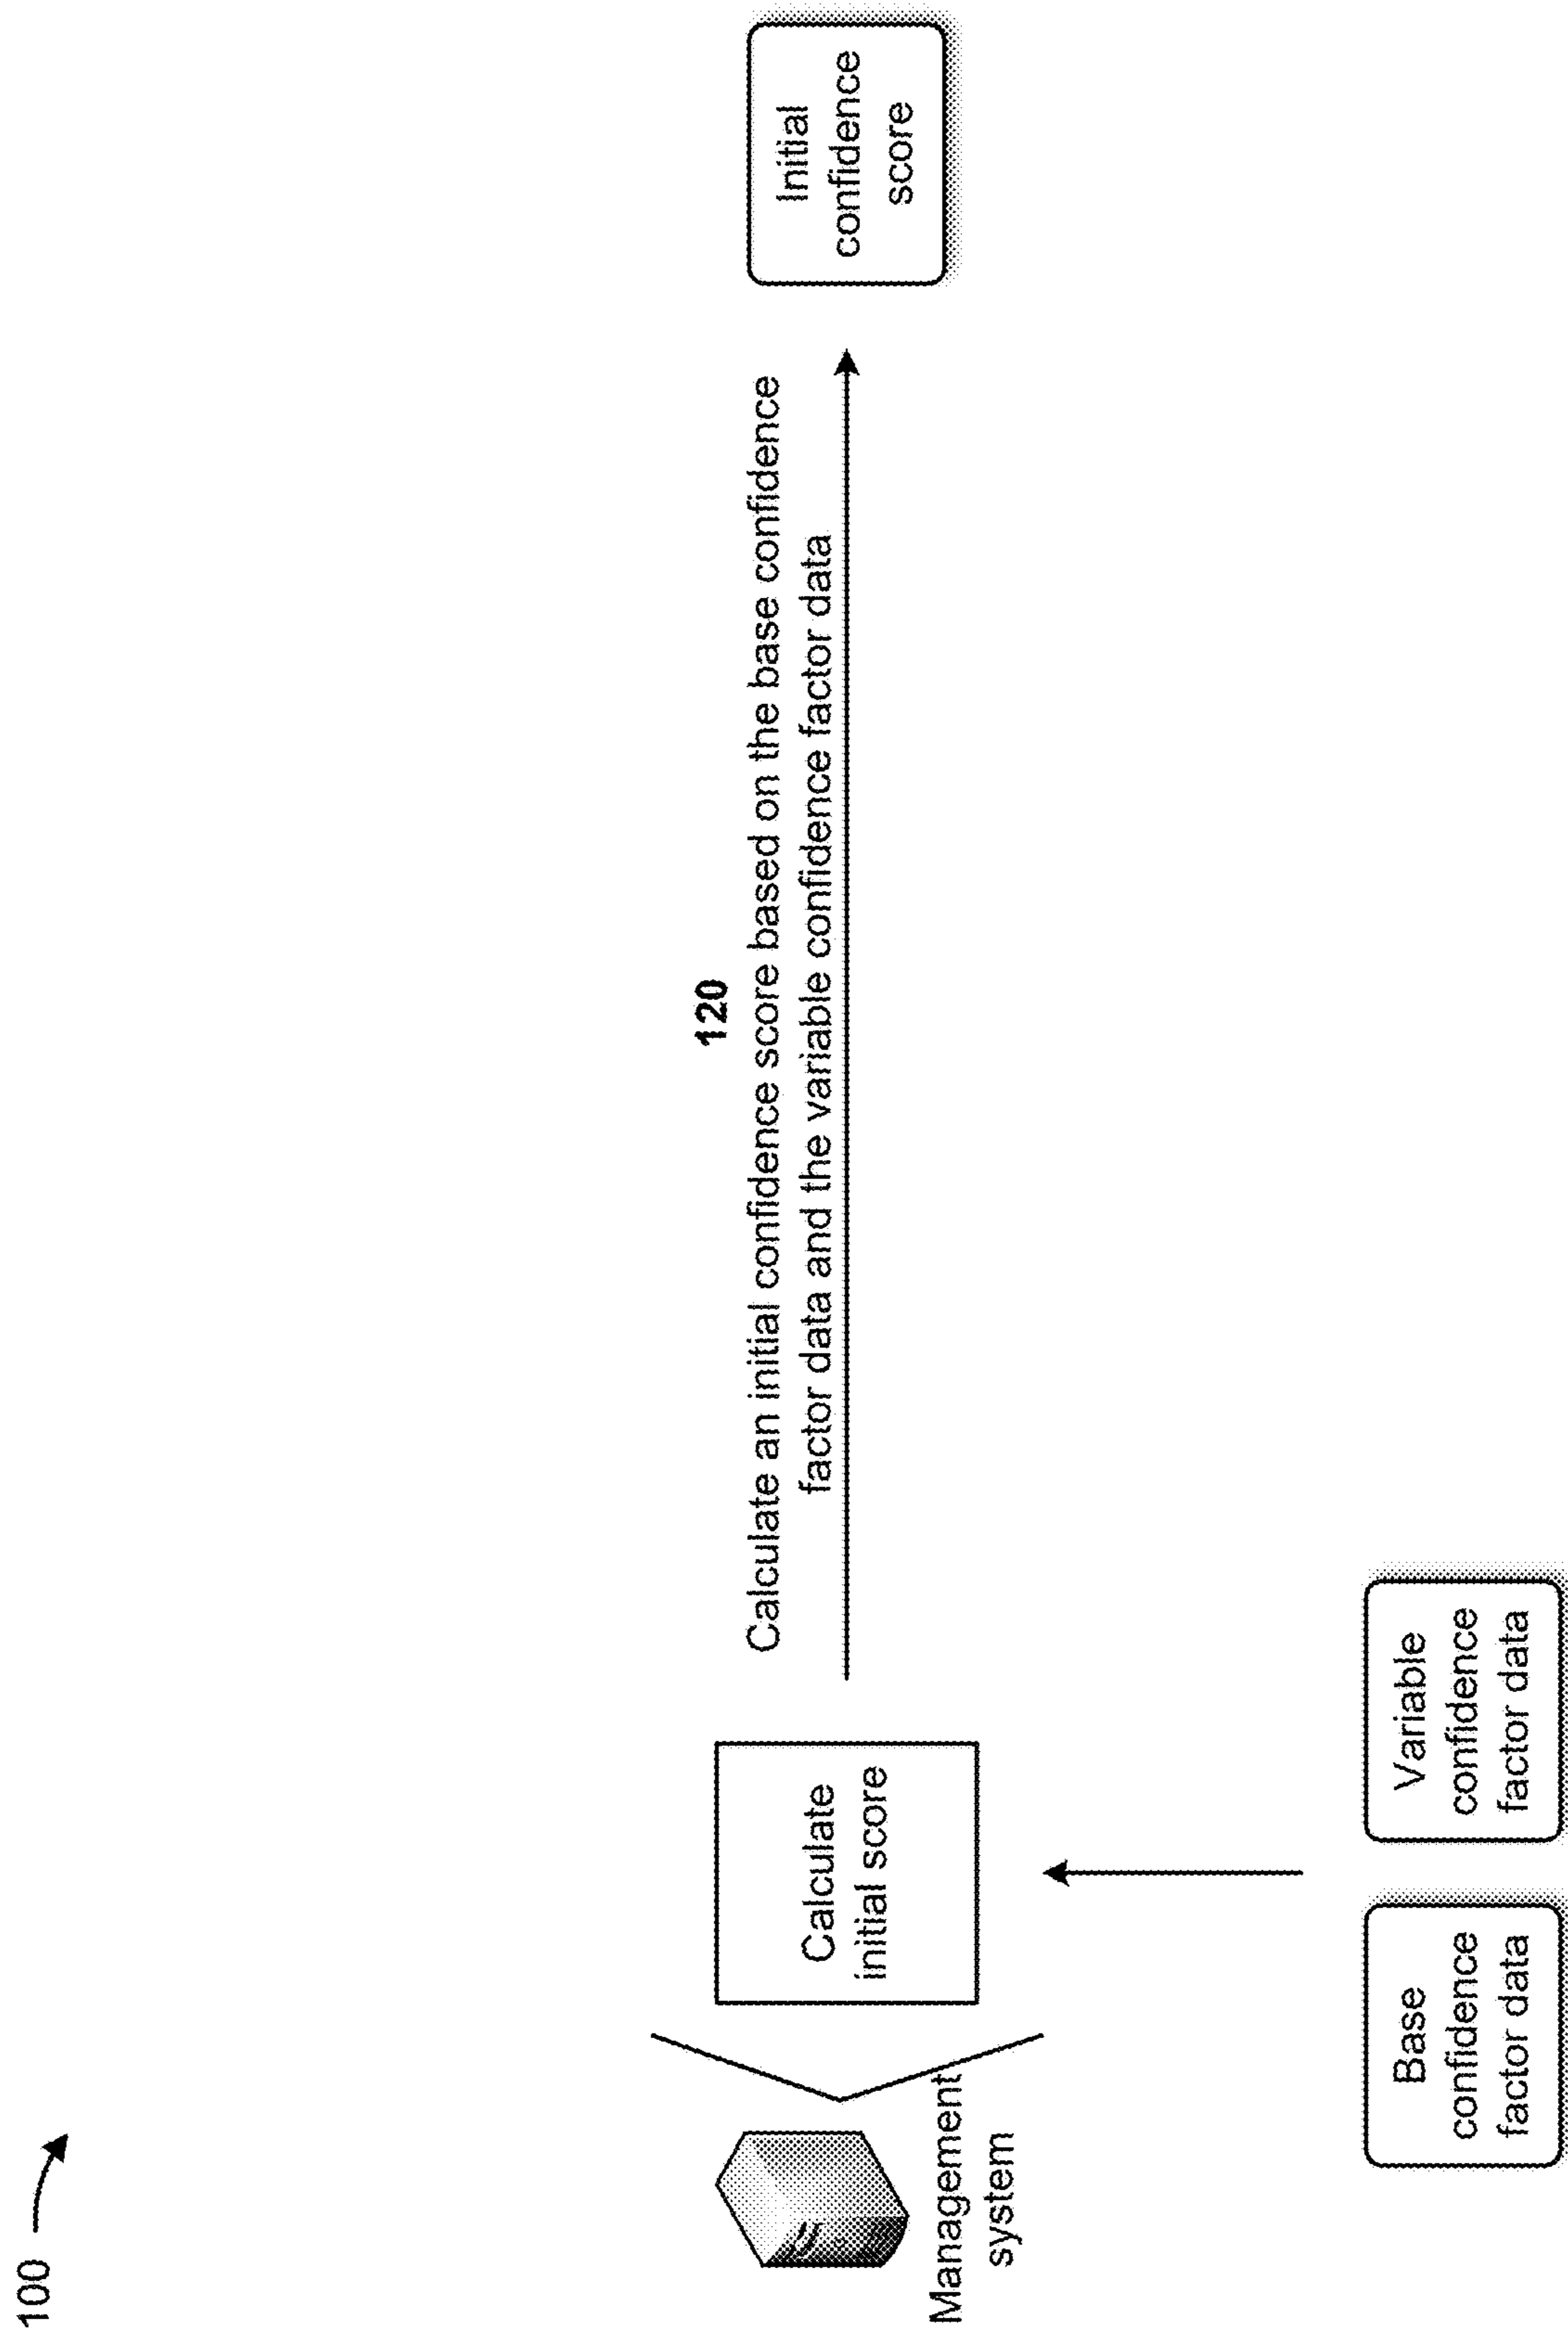 100
120
Calculate an initial confidence score based on the base confidence
factor data and the variable confidence factor data
Initial
confidence
score
Calculate
initial score
Management
system
Base
confidence
factor data
Variable
confidence
factor data